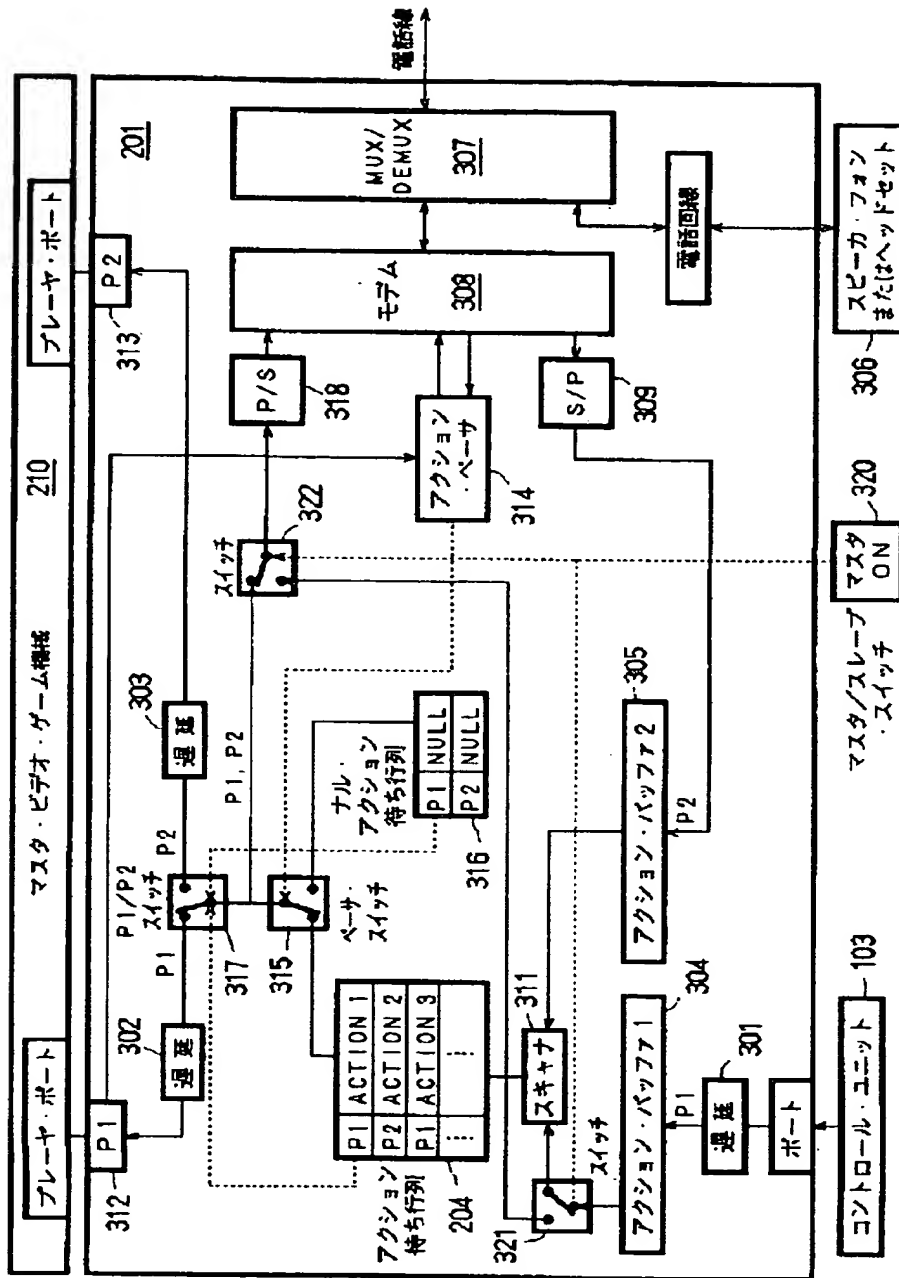 マスタ・ビデオ・ゲーム機械
210
プレーヤ・ポート
プレーヤ・ポート
P1
312
P2
313
201
遅延
302
P1
P1/P2
スイッチ
317
P2
遅延
303
P1, P2
スイッチ
322
P/S
318
モデム
308
MUX/
DEMUX
307
電話線
315
ペーサ・
スイッチ
ナル・
アクション
待ち行列
P1 NULL
P2 NULL
316
アクション
・ペーサ
314
S/P
309
電話回線
P1 ACTION 1
P2 ACTION 2
P1 ACTION 3
アクション
待ち行列
204
スキャナ
311
スイッチ
321
アクション・バッファ1
304
アクション・バッファ2
305
P2
P1
遅延
301
ポート
コントロール・ユニット
103
マスタ/スレーブ
・スイッチ
マスタ
ON
320
スピーカ・フォン
またはヘッドセット
306